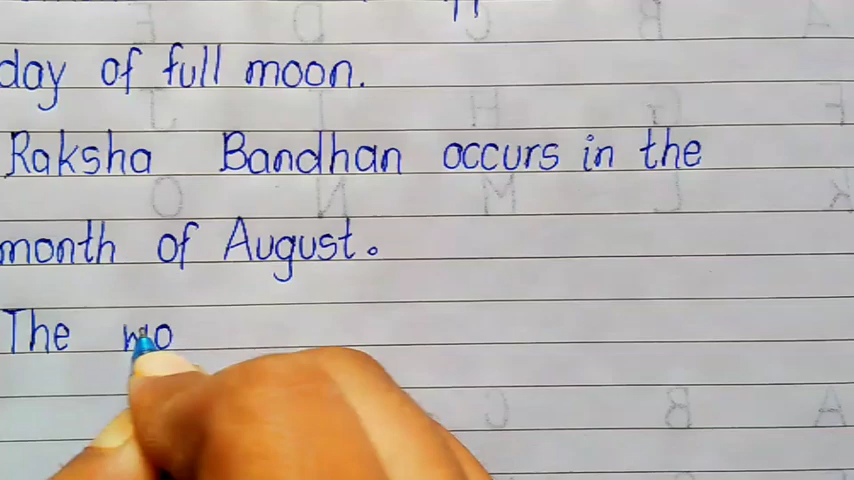 day of full moon.
Raksha Bandhan occurs in the
month of August.
The